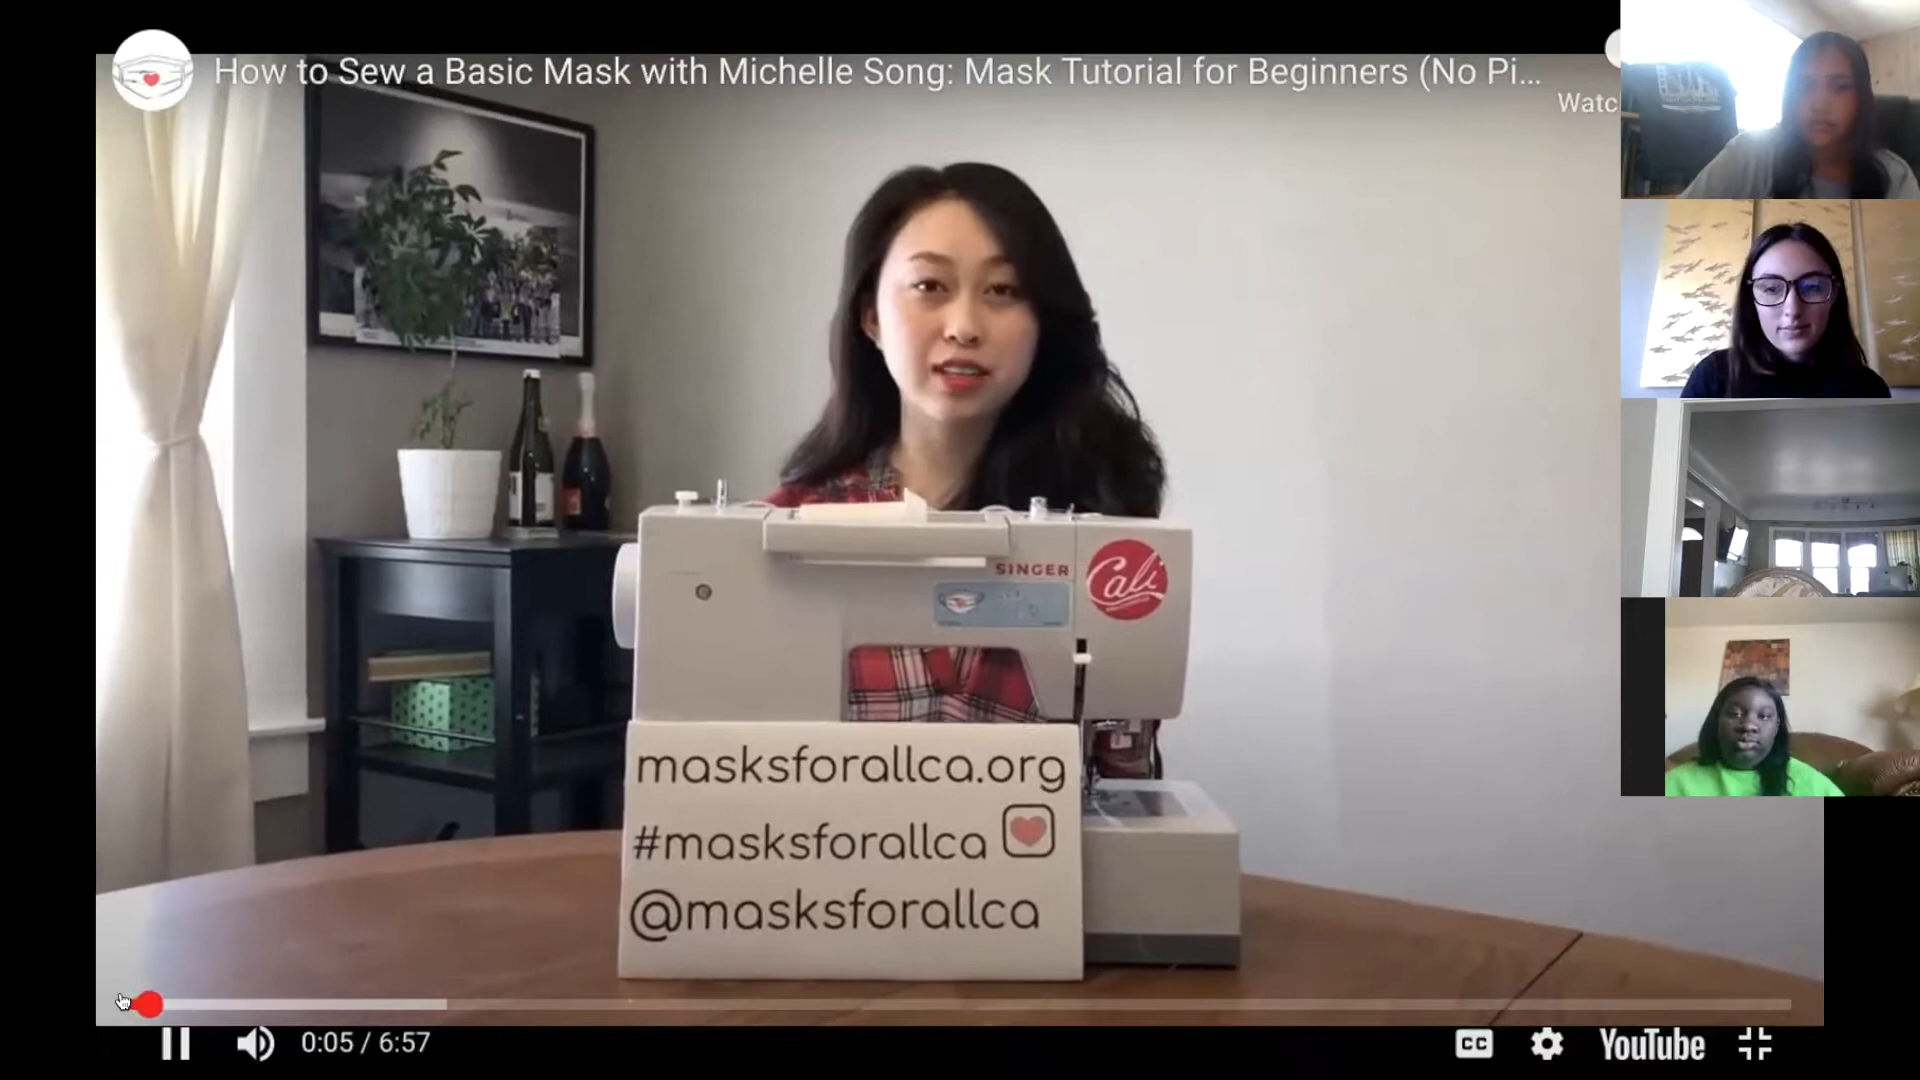 How to Sew a Basic Mask with Michelle Song: Mask Tutorial for Beginners (No Pi...
Watc
SINGER
Cali
masksforallca.org
#masksforallca
@masksforallca
0:05 / 6:57
CC
YouTube